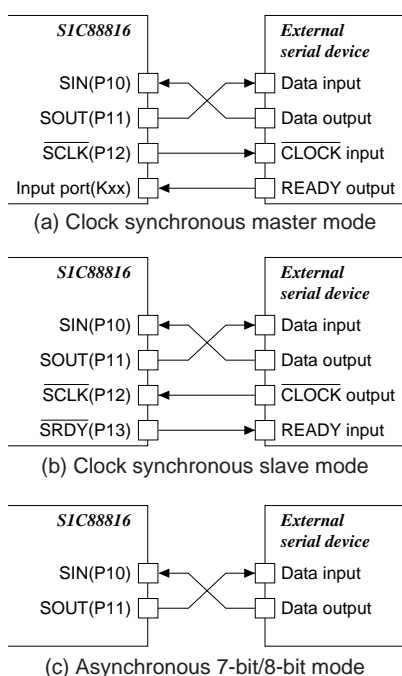 S1C88816 External
serial device
SIN(P10) Data input
SOUT(P11) Data output
SCLK(P12) CLOCK input
Input port(Kxx) READY output
(a) Clock synchronous master mode
S1C88816 External
serial device
SIN(P10) Data input
SOUT(P11) Data output
SCLK(P12) CLOCK output
SRDY(P13) READY input
(b) Clock synchronous slave mode
S1C88816 External
serial device
SIN(P10) Data input
SOUT(P11) Data output
(c) Asynchronous 7-bit/8-bit mode